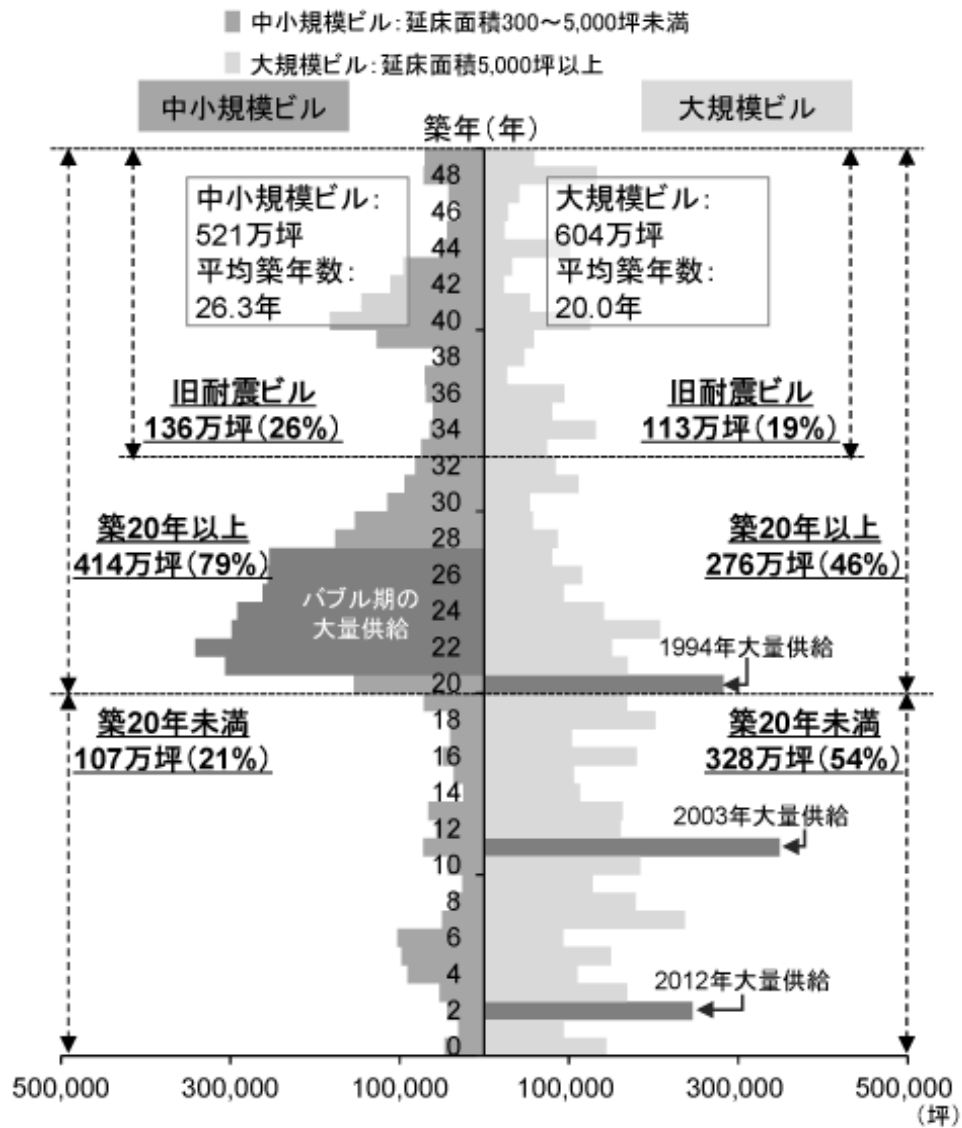 中小規模ビル：延床面積300～5,000坪未満
大規模ビル：延床面積5,000坪以上
中小規模ビル
築年（年）
大規模ビル
中小規模ビル：
521万坪
平均築年数：
26.3年
大規模ビル：
604万坪
平均築年数：
20.0年
48
46
44
42
40
38
36
34
32
30
28
26
24
22
20
18
16
14
12
10
8
6
4
2
0
旧耐震ビル
136万坪（26%）
旧耐震ビル
113万坪（19%）
築20年以上
414万坪（79%）
築20年以上
276万坪（46%）
バブル期の
大量供給
1994年大量供給
築20年未満
107万坪（21%）
築20年未満
328万坪（54%）
2003年大量供給
2012年大量供給
500,000
300,000
100,000
100,000
300,000
500,000
（坪）